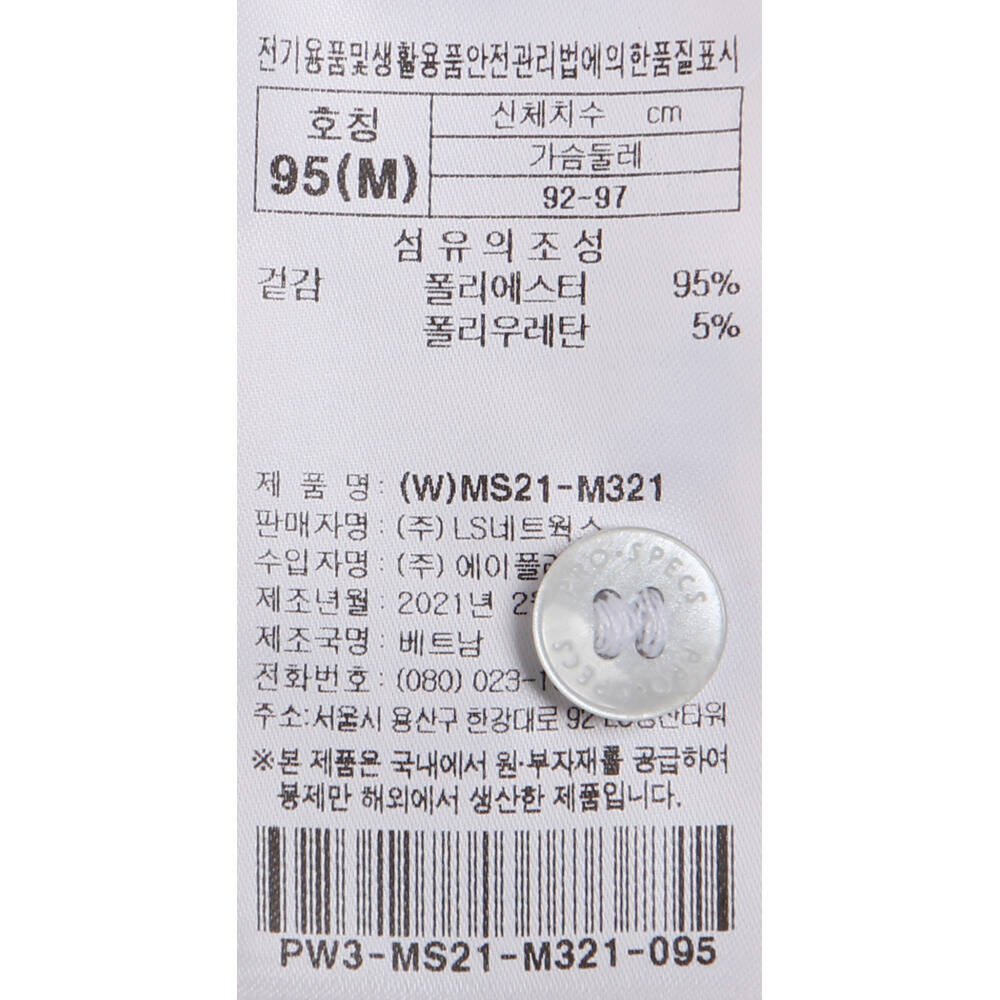 전기용품및생활용품안전관리법에의한품질표시
호칭
95(M)
신체치수 cm
가슴둘레
92-97
섬유의조성
겉감 폴리에스터 95%
폴리우레탄 5%
제 품 명: (W)MS21-M321
판매자명: (주) LS네트웍스
수입자명: (주)
제조년월: 2021년
제조국명: 베트남
전화번호: (080) 023-1
주소:서울시 용산구 한강대로 92
※본 제품은 국내에서 원·부자재를 공급하여
봉제만 해외에서 생산한 제품입니다.
PW3-MS21-M321-095
PRO·SPECS
PRO·SPECS